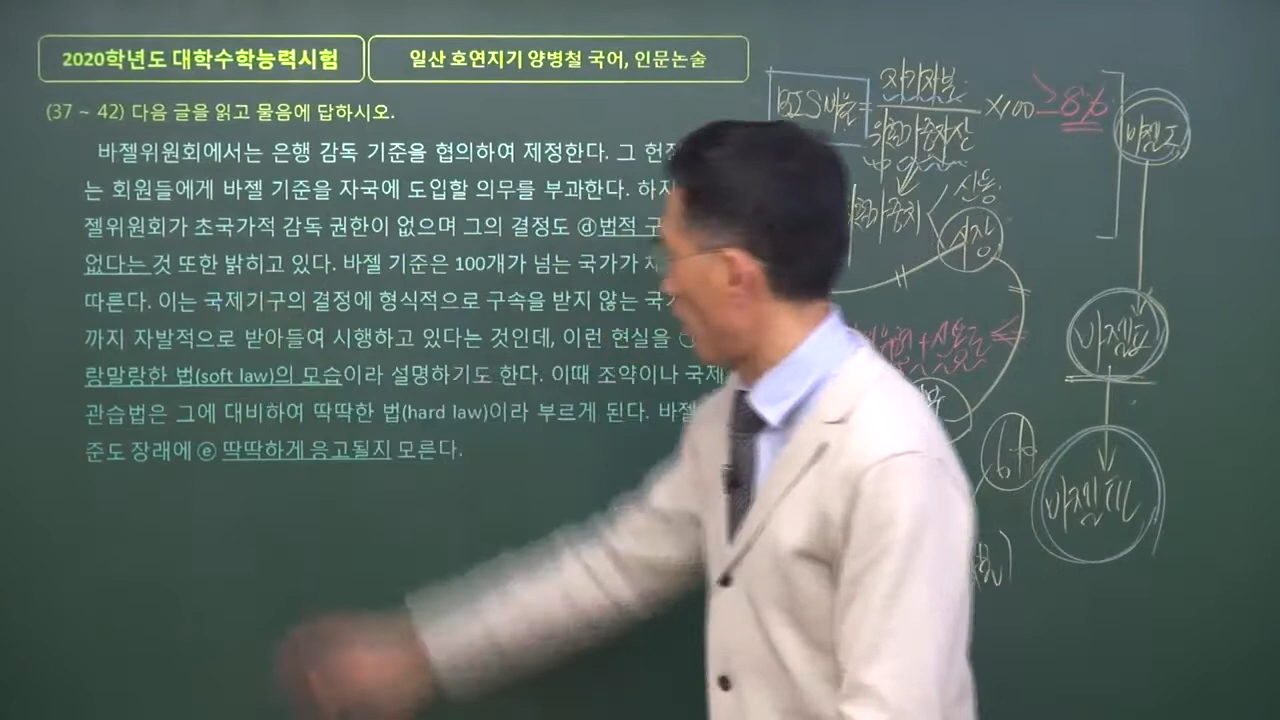 2020학년도 대학수학능력시험
일산 호연지기 양병철 국어, 인문논술
(37 ~ 42) 다음 글을 읽고 물음에 답하시오.
바젤위원회에서는 은행 감독 기준을 협의하여 제정한다. 그
는 회원들에게 바젤 기준을 자국에 도입할 의무를 부과한다.
젤위원회가 초국가적 감독 권한이 없으며 그의 결정도 ⓓ법적
없다는 것 또한 밝히고 있다. 바젤 기준은 100개가 넘는 국가가
따른다. 이는 국제기구의 결정에 형식적으로 구속을 받지 않는
까지 자발적으로 받아들여 시행하고 있다는 것인데, 이런 현실을
랑말랑한 법(soft law)의 모습이라 설명하기도 한다. 이때 조약이나 국제
관습법은 그에 대비하여 딱딱한 법(hard law)이라 부르게 된다. 바젤
준도 장래에 ⓔ 딱딱하게 응고될지 모른다.
BIS비율 = 자기자본 / 위험가중자산 ×100 ≥8%
바젤Ⅰ
신용
시장
바젤Ⅱ
바젤Ⅲ